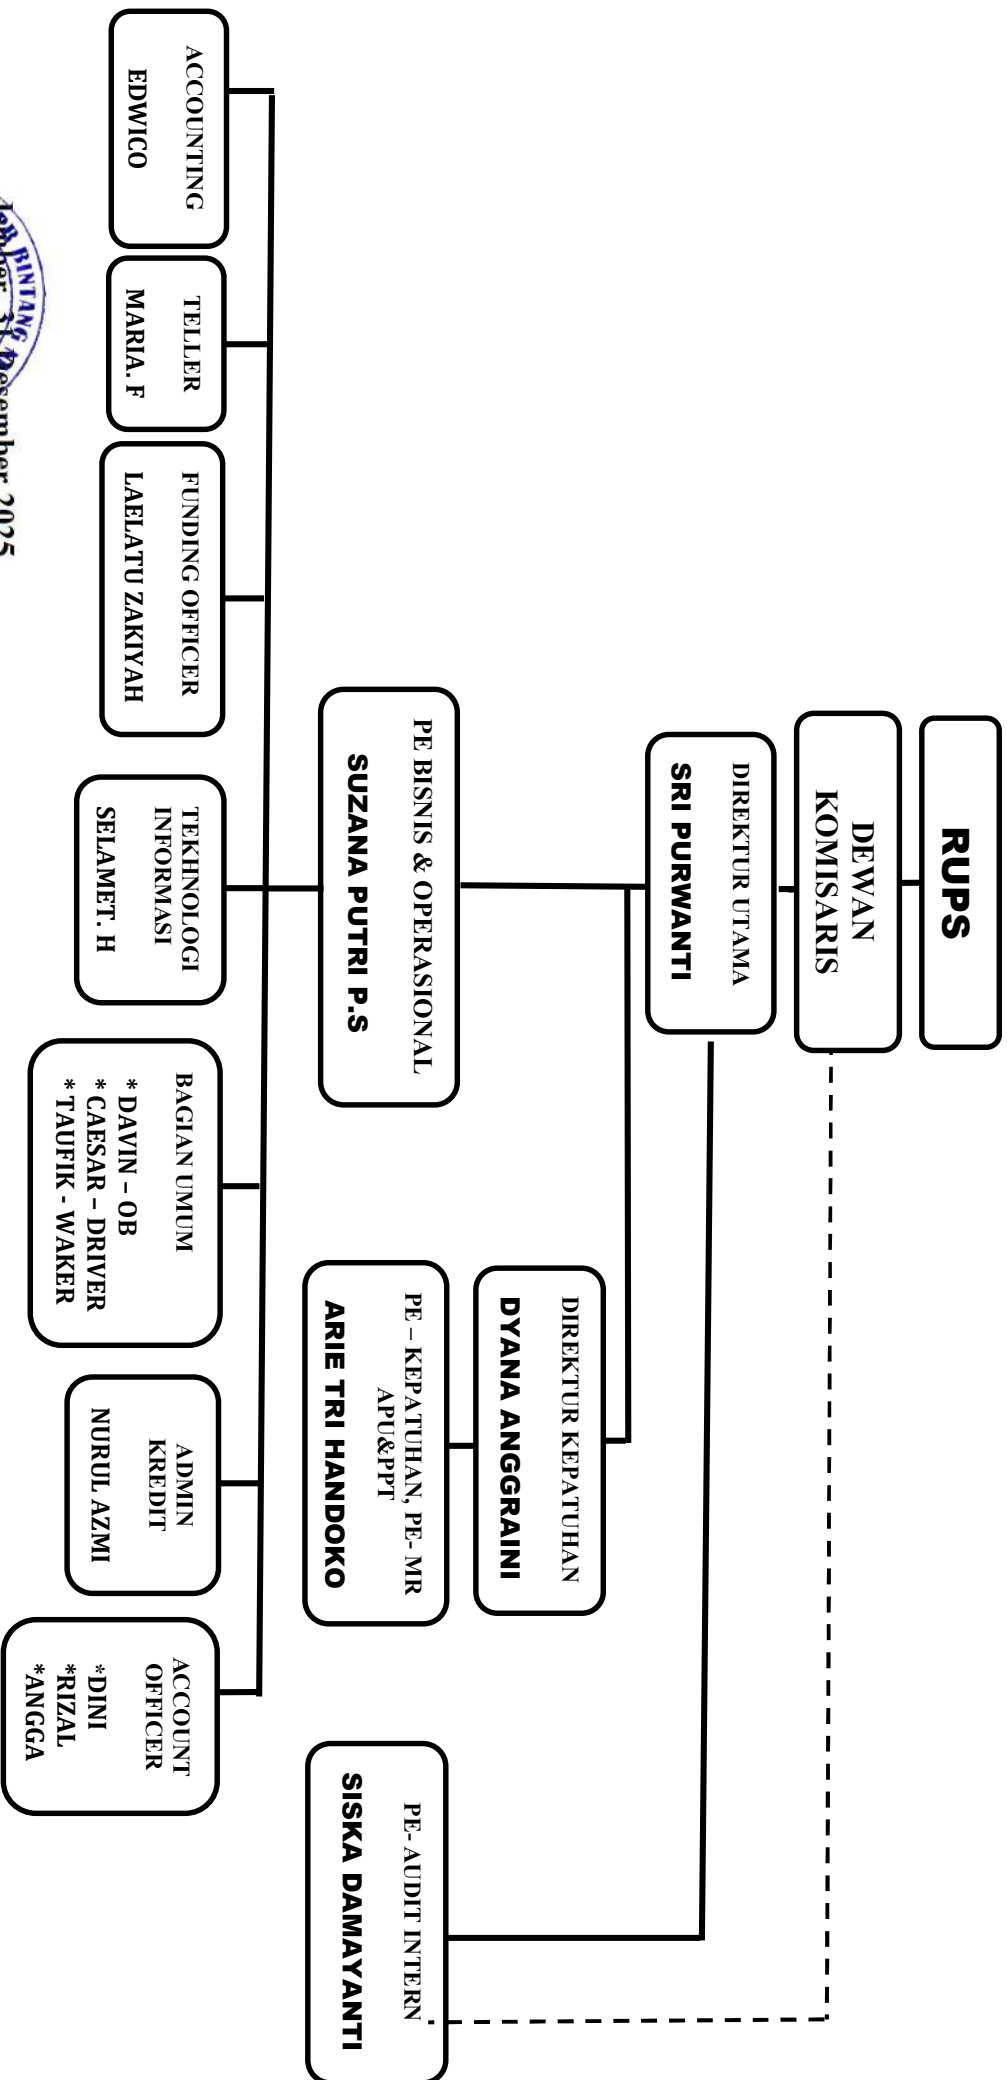 RUPS
DEWAN
KOMISARIS
DIREKTUR UTAMA
SRI PURWANTI
DIREKTUR KEPATUHAN
DYANA ANGGRAINI
PE BISNIS & OPERASIONAL
SUZANA PUTRI P.S
PE – KEPATUHAN, PE- MR
APU&PPT
ARIE TRI HANDOKO
PE- AUDIT INTERN
SISKA DAMAYANTI
ACCOUNTING
EDWICO
TELLER
MARIA. F
FUNDING OFFICER
LAELATU ZAKIYAH
TEKHNOLOGI
INFORMASI
SELAMET. H
BAGIAN UMUM
* DAVIN – OB
* CAESAR – DRIVER
* TAUFIK - WAKER
ADMIN
KREDIT
NURUL AZMI
ACCOUNT
OFFICER
*DINI
*RIZAL
*ANGGA
31 Desember 2025
BINTANG